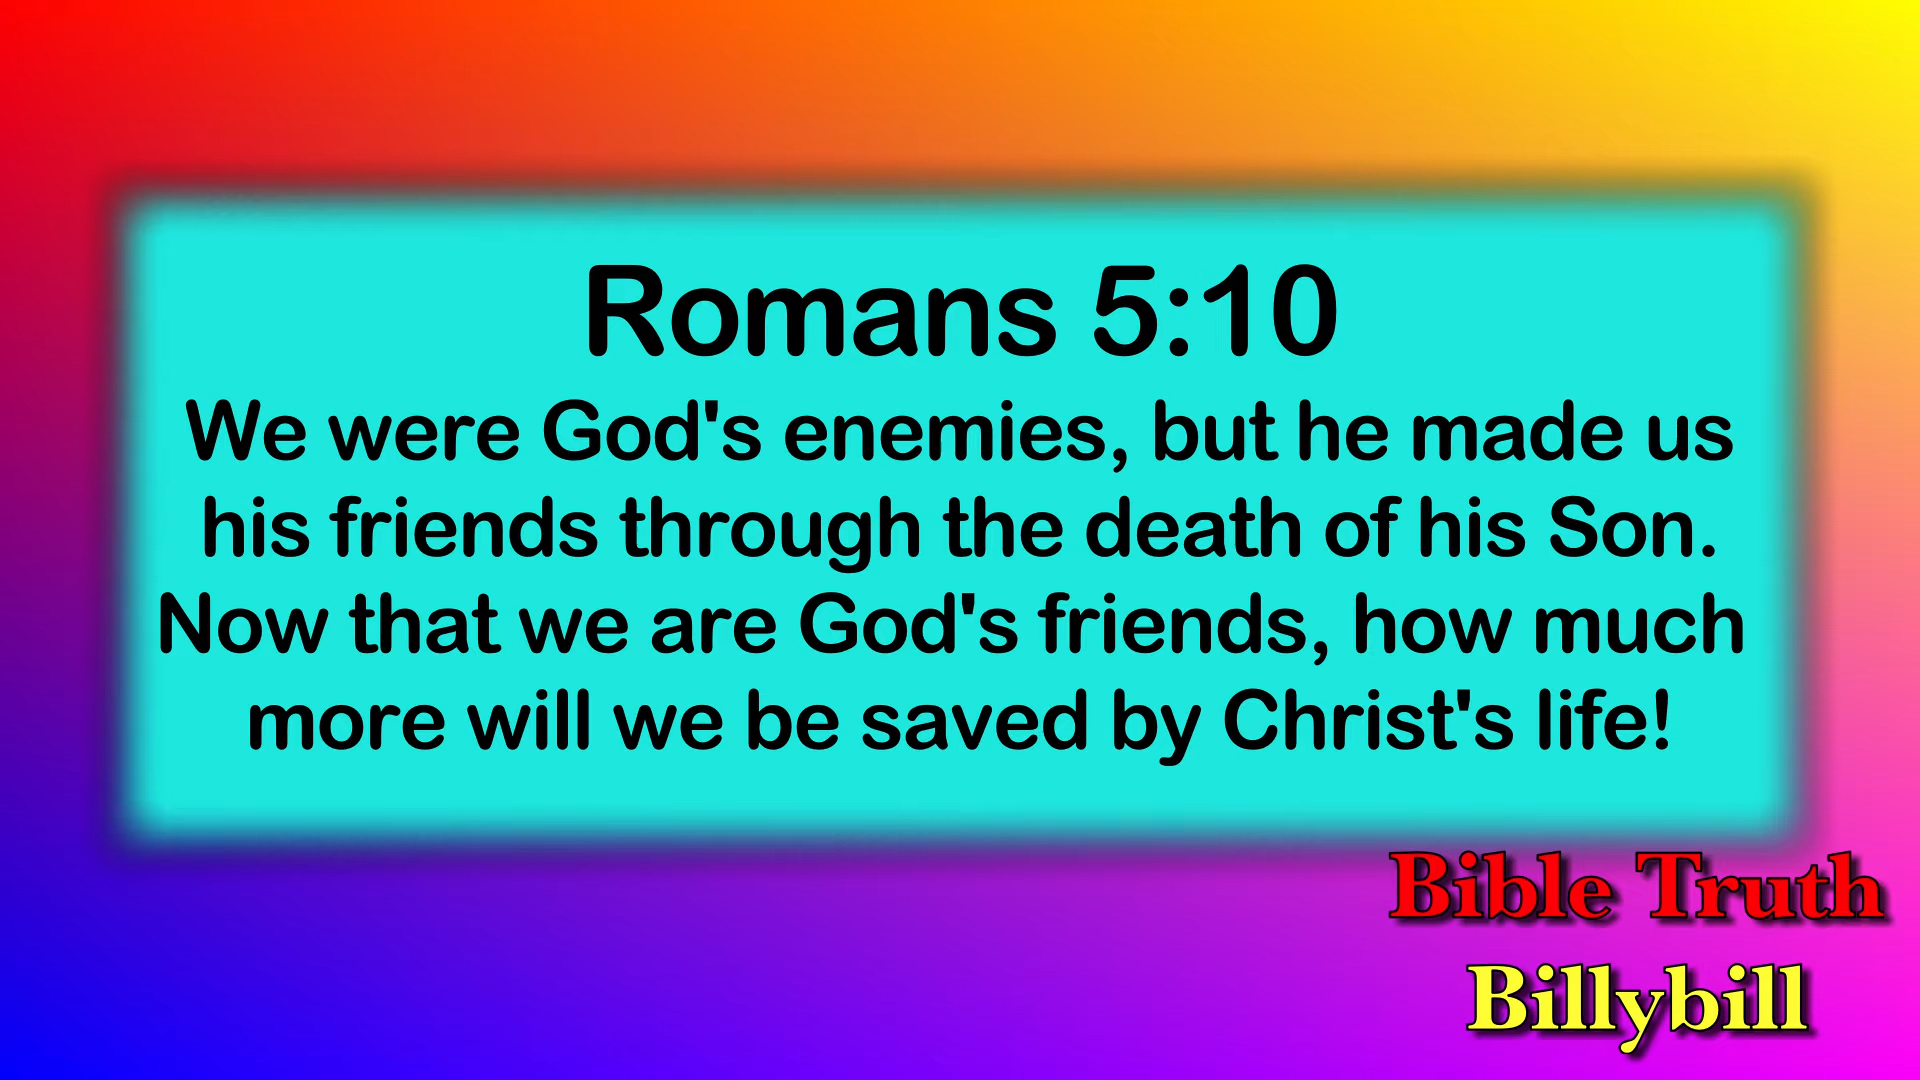 Romans 5:10
We were God's enemies, but he made us
his friends through the death of his Son.
Now that we are God's friends, how much
more will we be saved by Christ's life!
Bible Truth
Billybill